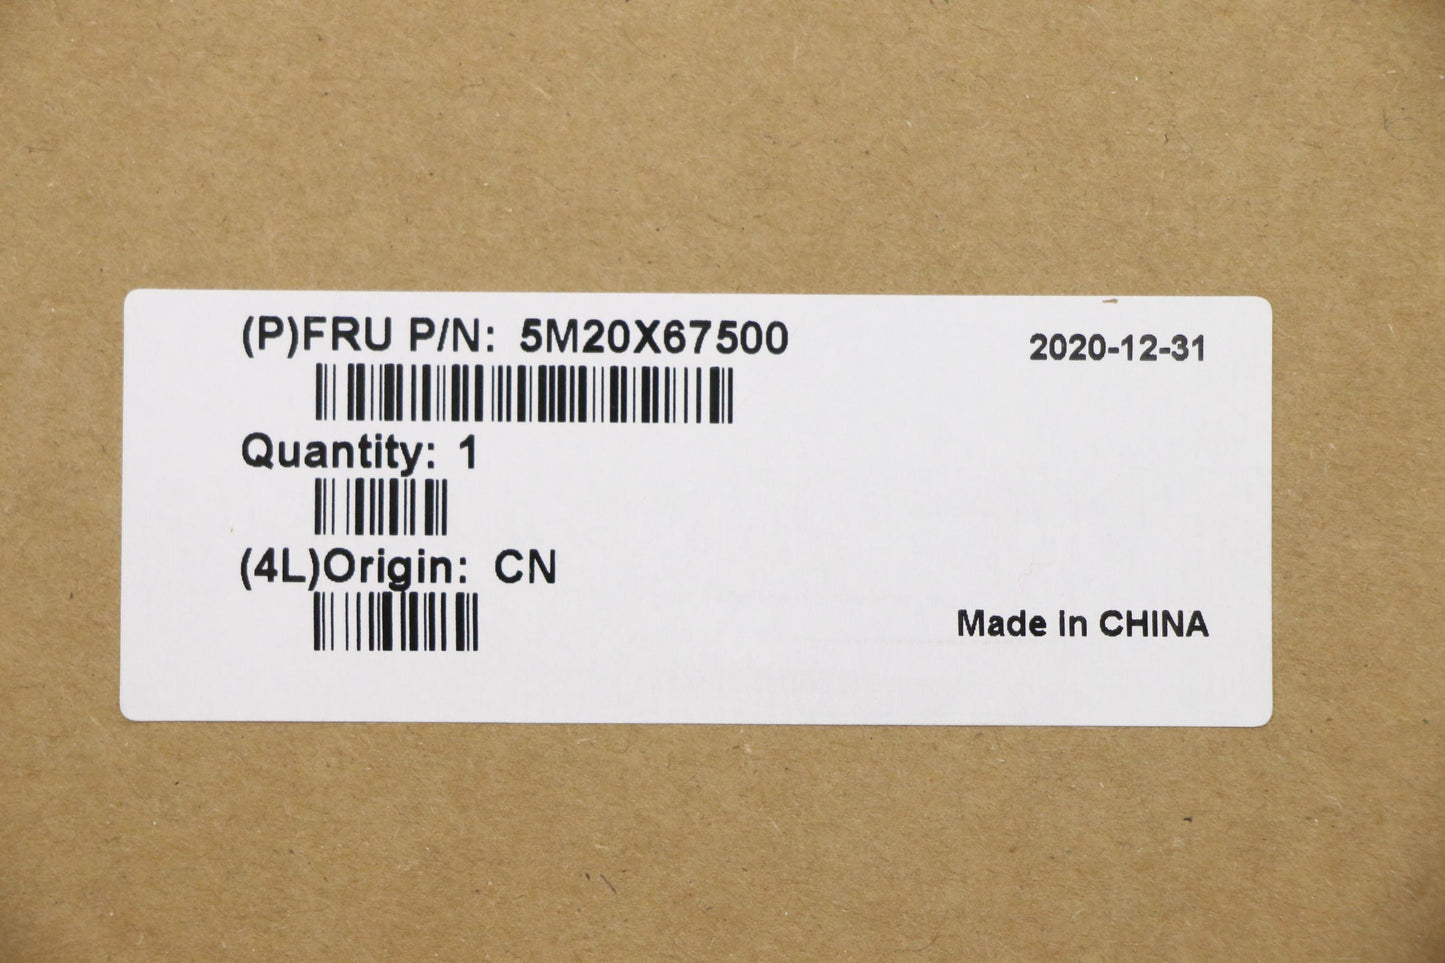 (P)FRU P/N: 5M20X67500
2020-12-31
Quantity: 1
(4L)Origin: CN
Made in CHINA